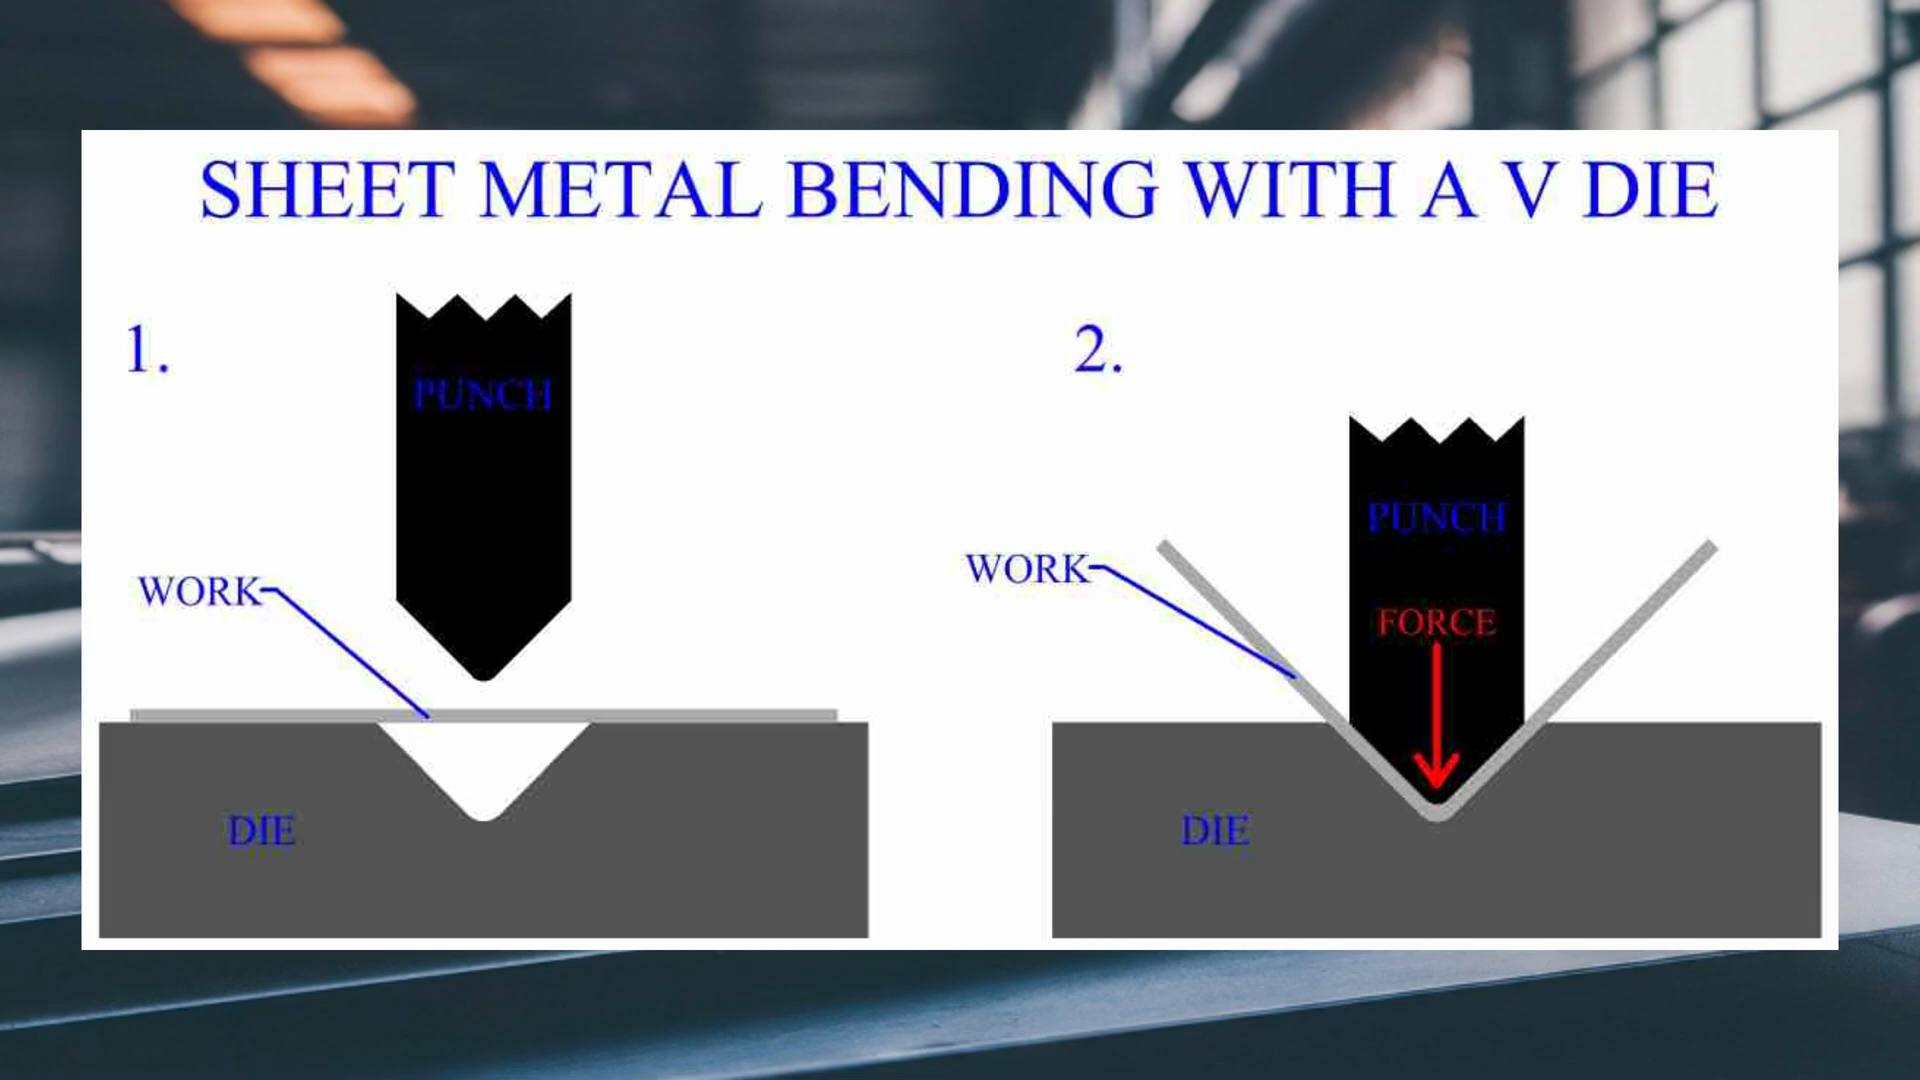 SHEET METAL BENDING WITH A V DIE
1.
PUNCH
WORK
DIE
2.
PUNCH
WORK
FORCE
DIE